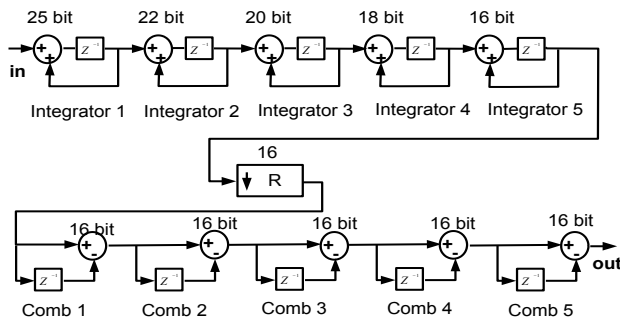 25 bit 22 bit 20 bit 18 bit 16 bit
+ Z⁻¹ + Z⁻¹ + Z⁻¹ + Z⁻¹ + Z⁻¹
in + + + + +
Integrator 1 Integrator 2 Integrator 3 Integrator 4 Integrator 5
16
R
16 bit 16 bit 16 bit 16 bit 16 bit
+ - + - + - + - + -
out
Z⁻¹ Z⁻¹ Z⁻¹ Z⁻¹ Z⁻¹
Comb 1 Comb 2 Comb 3 Comb 4 Comb 5